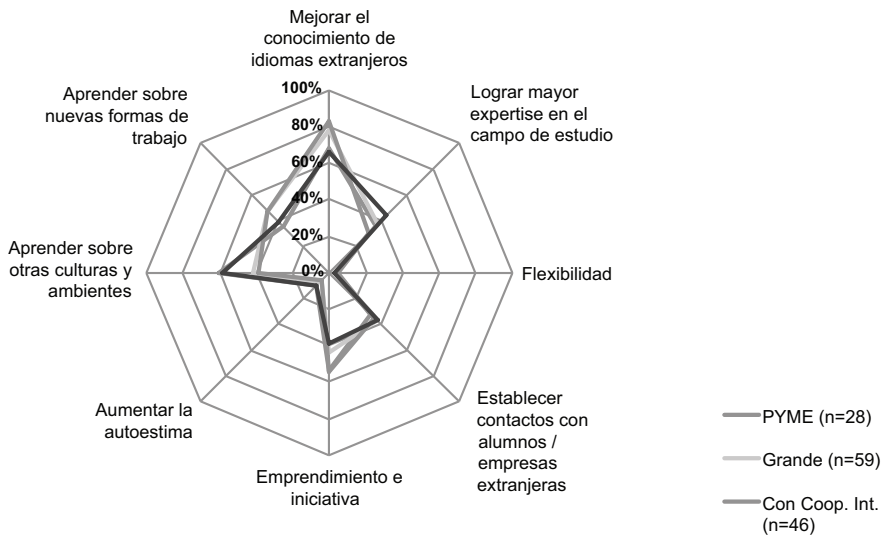 Mejorar el
conocimiento de
idiomas extranjeros
Lograr mayor
expertise en el
campo de estudio
Flexibilidad
Establecer
contactos con
alumnos /
empresas
extranjeras
Emprendimiento e
iniciativa
Aumentar la
autoestima
Aprender sobre
otras culturas y
ambientes
Aprender sobre
nuevas formas de
trabajo
100%
80%
60%
40%
20%
0%
PYME (n=28)
Grande (n=59)
Con Coop. Int.
(n=46)